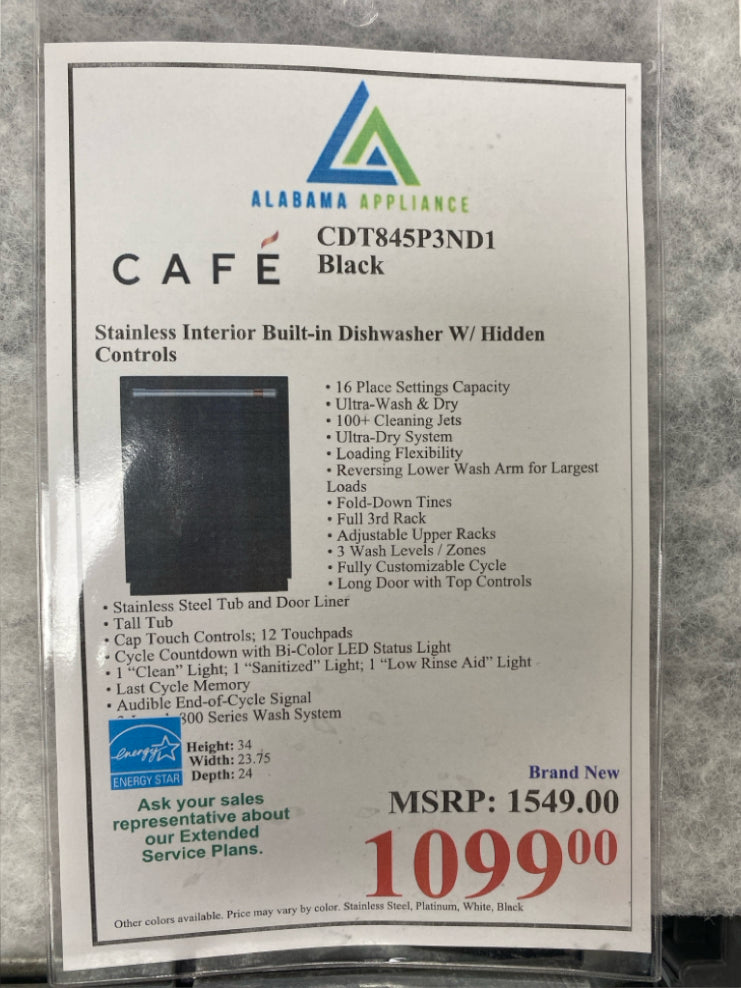 ALABAMA APPLIANCE
CAFÉ
CDT845P3ND1
Black
Stainless Interior Built-in Dishwasher W/ Hidden
Controls
• 16 Place Settings Capacity
• Ultra-Wash & Dry
• 100+ Cleaning Jets
• Ultra-Dry System
• Loading Flexibility
• Reversing Lower Wash Arm for Largest
Loads
• Fold-Down Tines
• Full 3rd Rack
• Adjustable Upper Racks
• 3 Wash Levels / Zones
• Fully Customizable Cycle
• Long Door with Top Controls
• Stainless Steel Tub and Door Liner
• Tall Tub
• Cap Touch Controls; 12 Touchpads
• Cycle Countdown with Bi-Color LED Status Light
• 1 “Clean” Light; 1 “Sanitized” Light; 1 “Low Rinse Aid” Light
• Last Cycle Memory
• Audible End-of-Cycle Signal
800 Series Wash System
energy
ENERGY STAR
Height: 34
Width: 23.75
Depth: 24
Ask your sales
representative about
our Extended
Service Plans.
Brand New
MSRP: 1549.00
1099⁰⁰
Other colors available. Price may vary by color. Stainless Steel, Platinum, White, Black